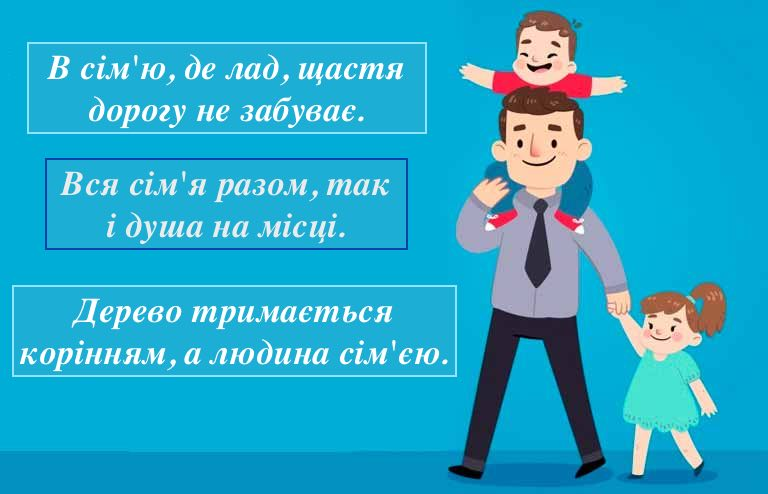 В сім'ю, де лад, щастя
дорогу не забуває.
Вся сім'я разом, так
і душа на місці.
Дерево тримається
корінням, а людина сім'єю.